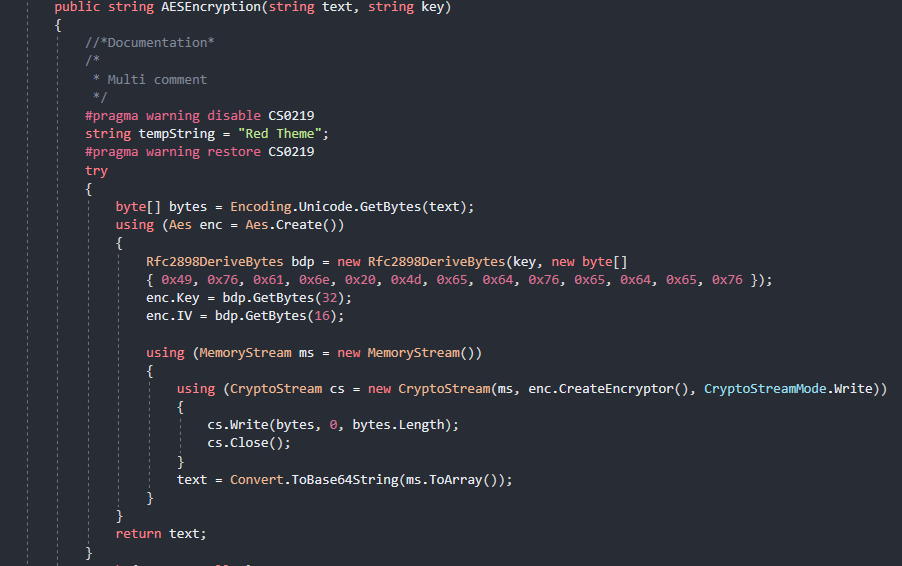 public string AESEncryption(string text, string key)
{
//*Documentation*
/*
* Multi comment
*/
#pragma warning disable CS0219
string tempString = "Red Theme";
#pragma warning restore CS0219
try
{
byte[] bytes = Encoding.Unicode.GetBytes(text);
using (Aes enc = Aes.Create())
{
Rfc2898DeriveBytes bdp = new Rfc2898DeriveBytes(key, new byte[]
{ 0x49, 0x76, 0x61, 0x6e, 0x20, 0x4d, 0x65, 0x64, 0x76, 0x65, 0x64, 0x65, 0x76 });
enc.Key = bdp.GetBytes(32);
enc.IV = bdp.GetBytes(16);
using (MemoryStream ms = new MemoryStream())
{
using (CryptoStream cs = new CryptoStream(ms, enc.CreateEncryptor(), CryptoStreamMode.Write))
{
cs.Write(bytes, 0, bytes.Length);
cs.Close();
}
text = Convert.ToBase64String(ms.ToArray());
}
}
return text;
}